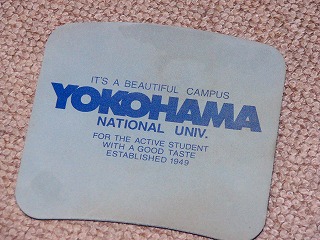 IT'S A BEAUTIFUL CAMPUS
YOKOHAMA
NATIONAL UNIV.
FOR THE ACTIVE STUDENT
WITH A GOOD TASTE
ESTABLISHED 1949